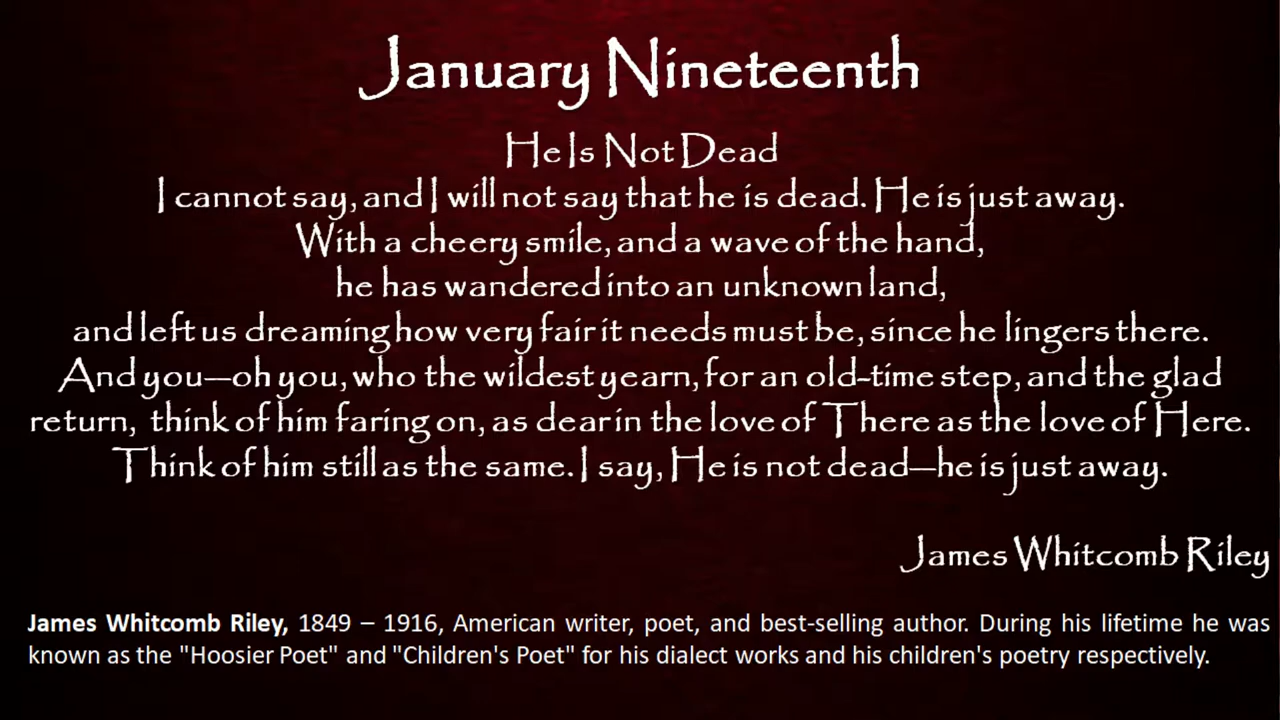 January Nineteenth
He Is Not Dead
I cannot say, and I will not say that he is dead. He is just away.
With a cheery smile, and a wave of the hand,
he has wandered into an unknown land,
and left us dreaming how very fair it needs must be, since he lingers there.
And you—oh you, who the wildest yearn, for an old-time step, and the glad
return, think of him faring on, as dear in the love of There as the love of Here.
Think of him still as the same. I say, He is not dead—he is just away.
James Whitcomb Riley
James Whitcomb Riley, 1849 – 1916, American writer, poet, and best-selling author. During his lifetime he was
known as the "Hoosier Poet" and "Children's Poet" for his dialect works and his children's poetry respectively.